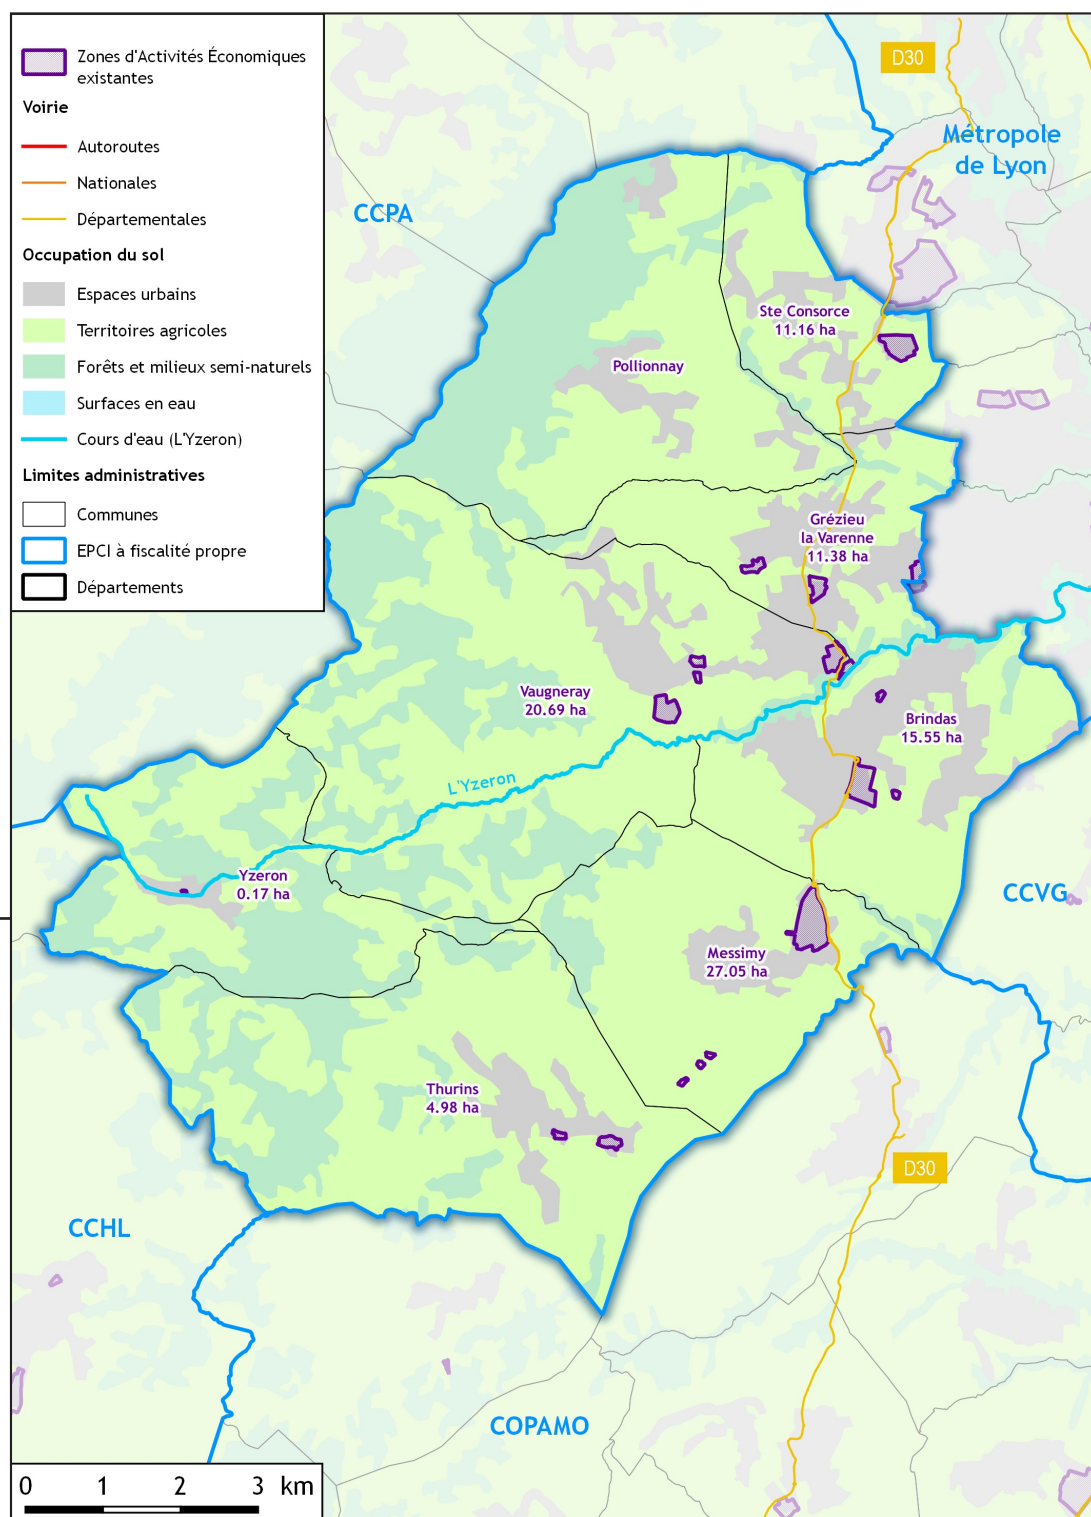 Zones d'Activités Économiques
existantes
Voirie
Autoroutes
Nationales
Départementales
Occupation du sol
Espaces urbains
Territoires agricoles
Forêts et milieux semi-naturels
Surfaces en eau
Cours d'eau (L'Yzeron)
Limites administratives
Communes
EPCI à fiscalité propre
Départements
D30
Métropole
de Lyon
CCPA
Ste Consorce
11.16 ha
Pollionnay
Grézieu
la Varenne
11.38 ha
Vaugneray
20.69 ha
Brindas
15.55 ha
L'Yzeron
Yzeron
0.17 ha
CCVG
Messimy
27.05 ha
Thurins
4.98 ha
D30
CCHL
COPAMO
0 1 2 3 km